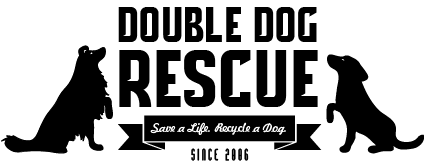 DOUBLE DOG
RESCUE
Save a Life. Recycle a Dog.
SINCE 2006